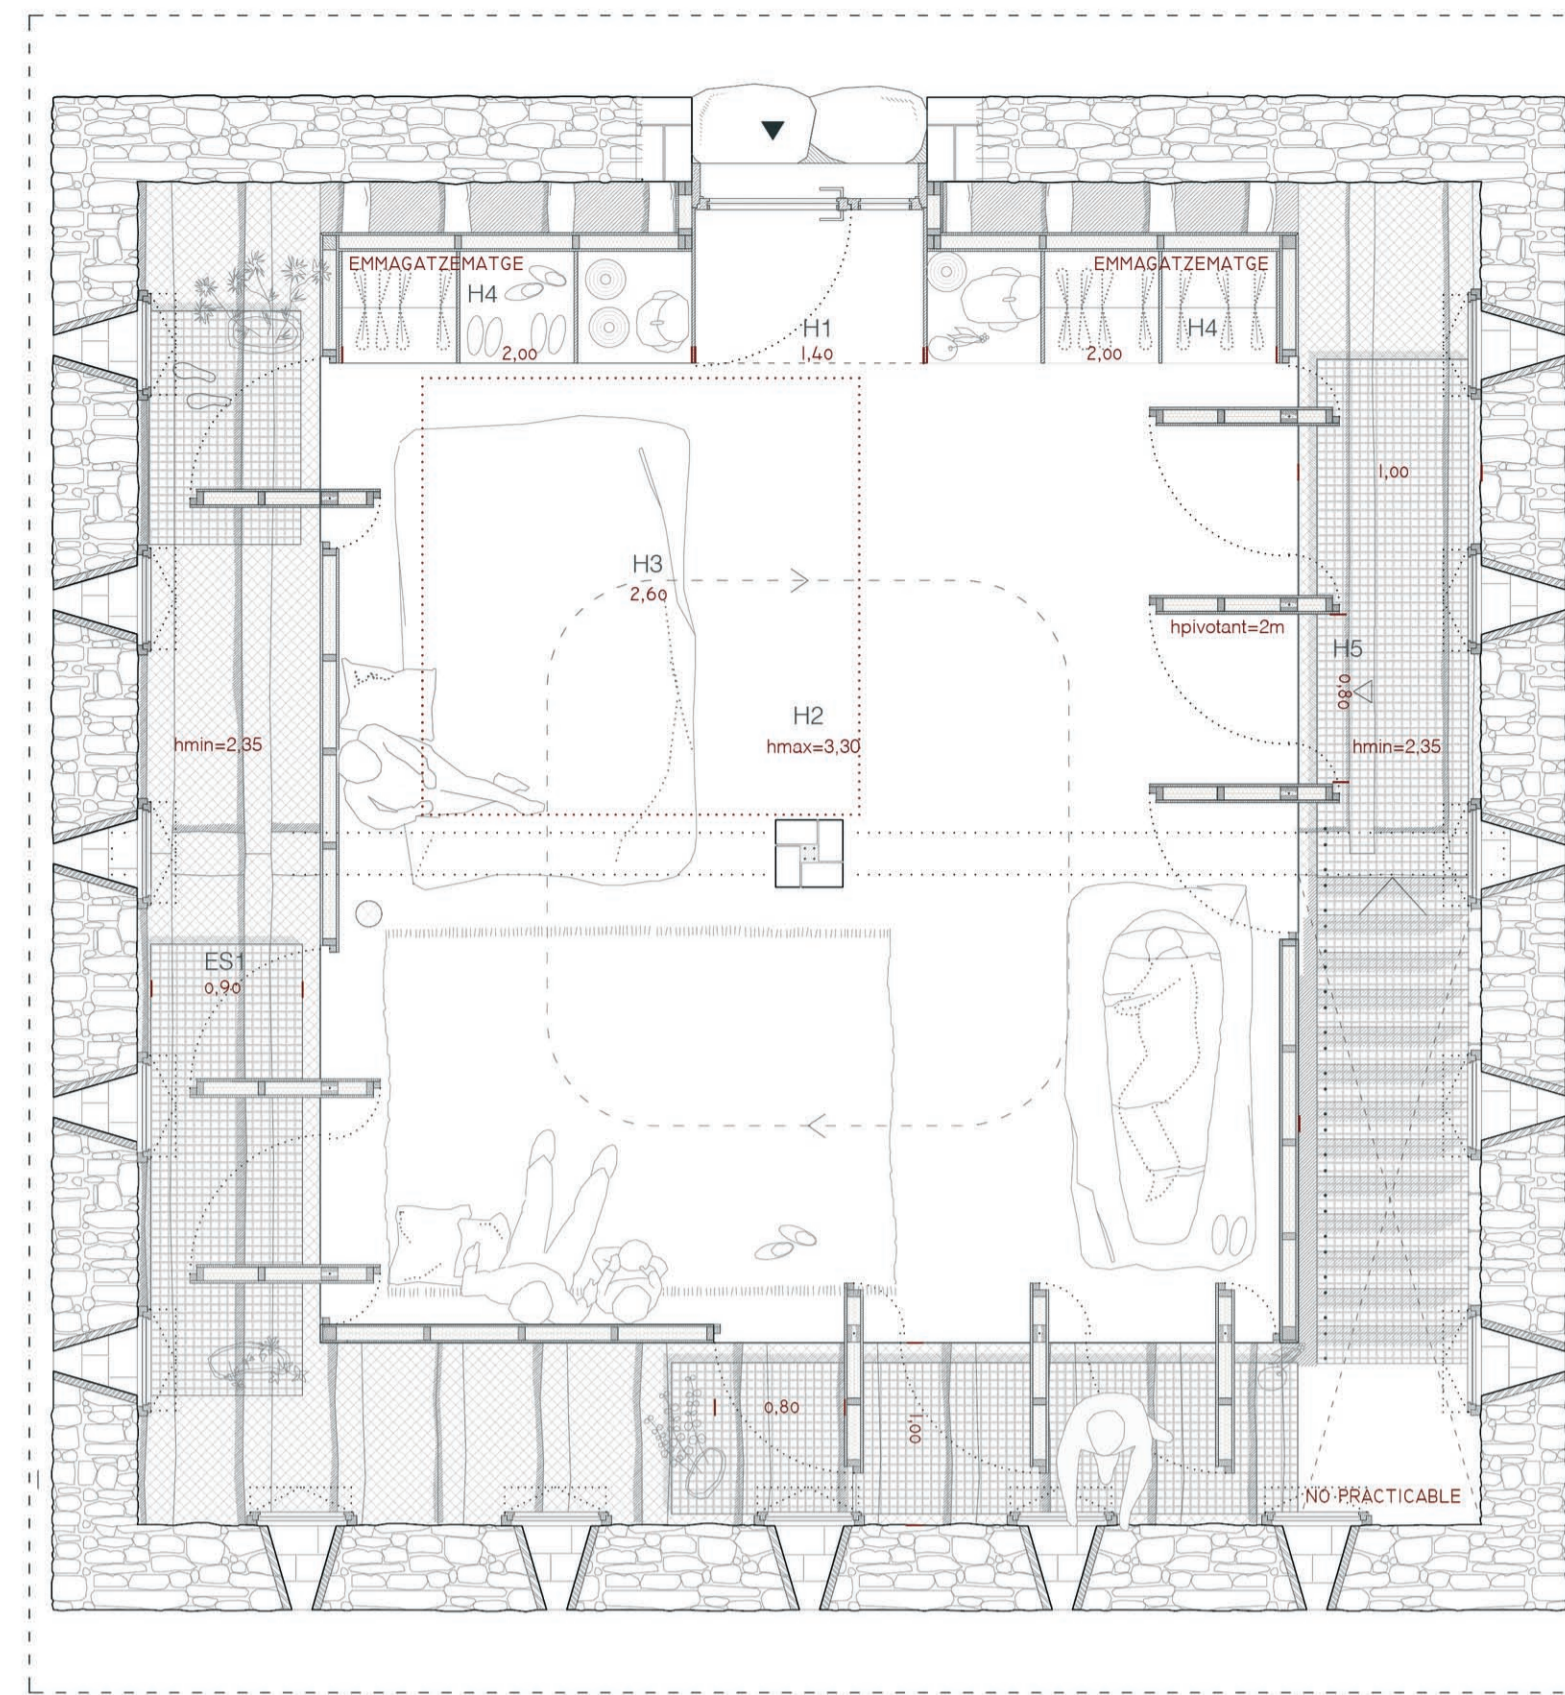 EMMAGATZEMATGE
H4
2,00
H1
1,40
EMMAGATZEMATGE
H4
2,00
1,00
H3
2,60
hpivotant=2m
H5
0,80
H2
hmax=3,30
hmin=2,35
hmin=2,35
ES1
0,90
0,80
1,00
NO PRACTICABLE